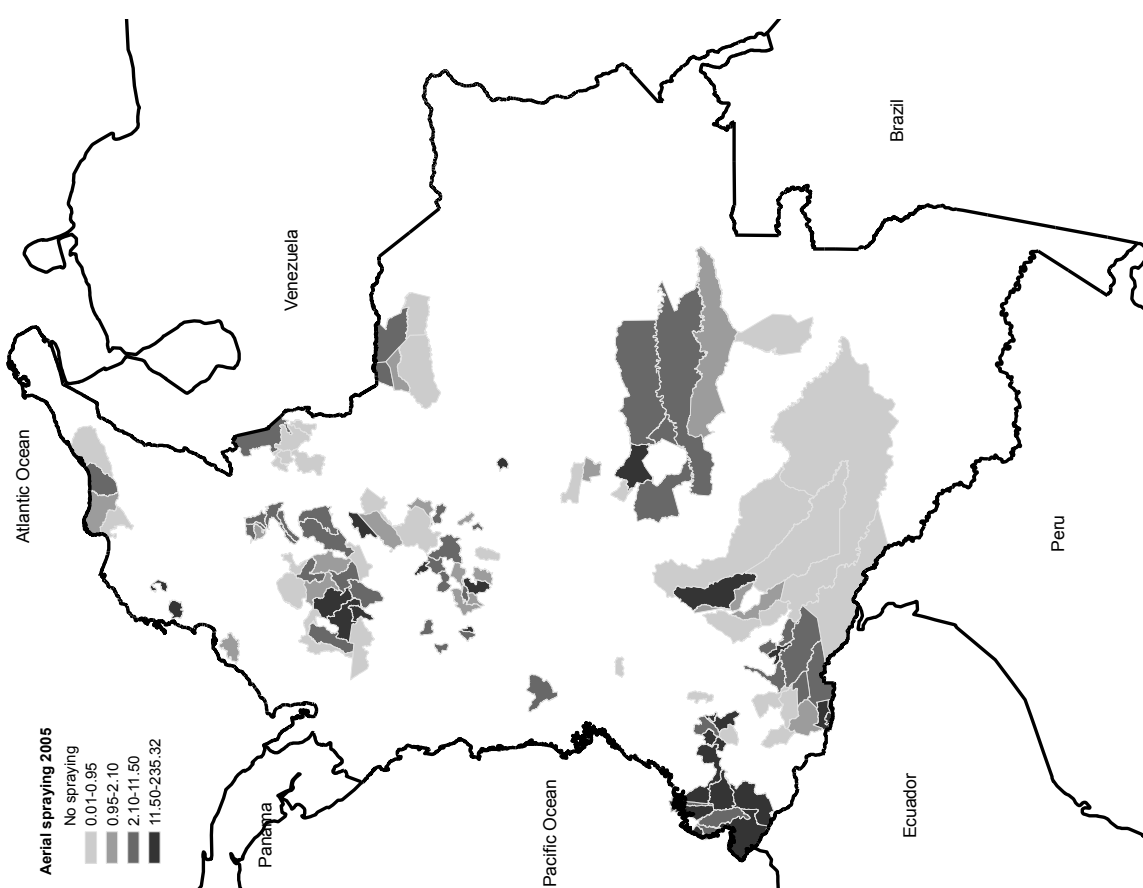 Aerial spraying 2005
No spraying
0.01-0.95
0.95-2.10
2.10-11.50
11.50-235.32
Atlantic Ocean
Panama
Venezuela
Pacific Ocean
Ecuador
Brazil
Peru